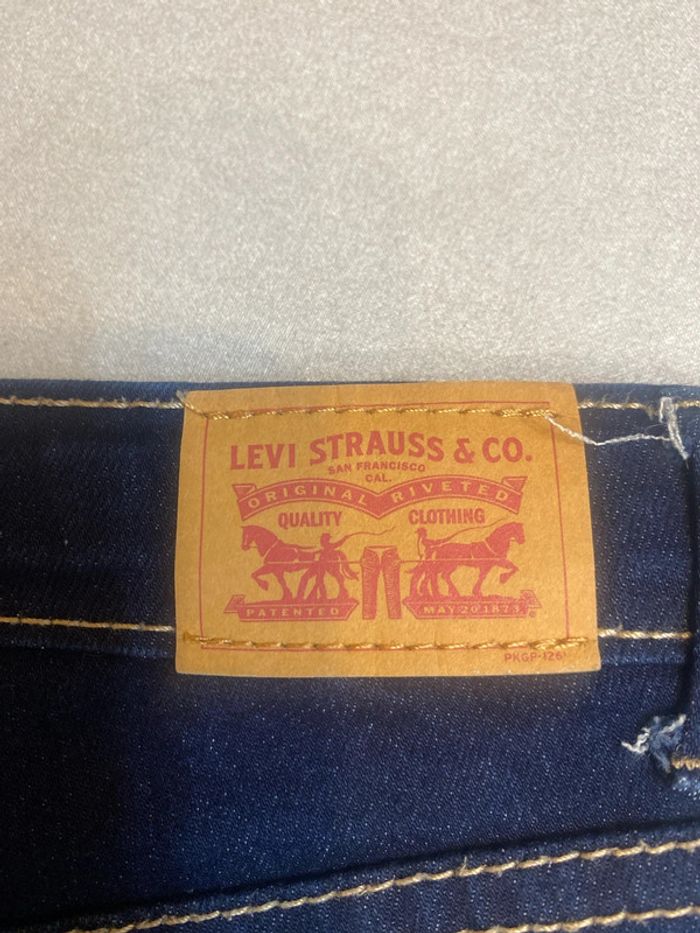 LEVI STRAUSS & CO.
SAN FRANCISCO
CAL.
ORIGINAL RIVETED
QUALITY CLOTHING
PATENTED MAY 20 1873
®